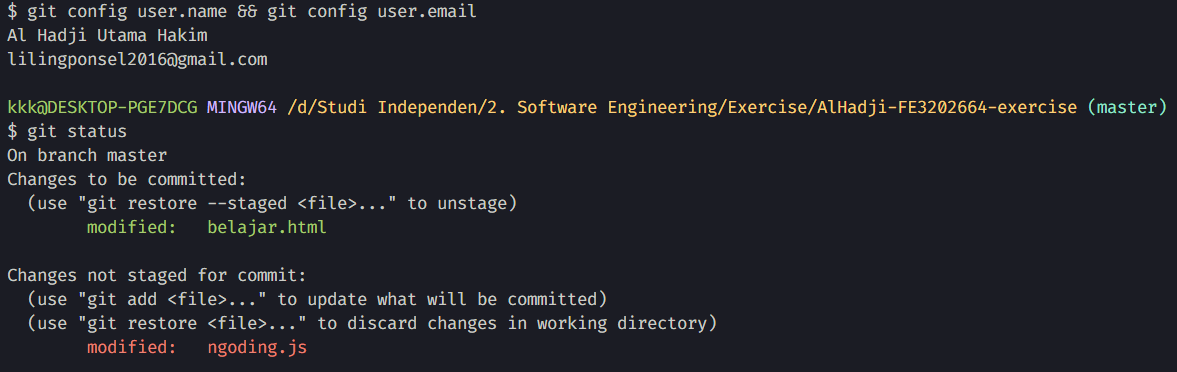 $ git config user.name && git config user.email
Al Hadji Utama Hakim
lilingponsel2016@gmail.com
kkk@DESKTOP-PGE7DCG MINGW64 /d/Studi Independen/2. Software Engineering/Exercise/AlHadji-FE3202664-exercise (master)
$ git status
On branch master
Changes to be committed:
  (use "git restore --staged <file>..." to unstage)
        modified:   belajar.html
Changes not staged for commit:
  (use "git add <file>..." to update what will be committed)
  (use "git restore <file>..." to discard changes in working directory)
        modified:   ngoding.js